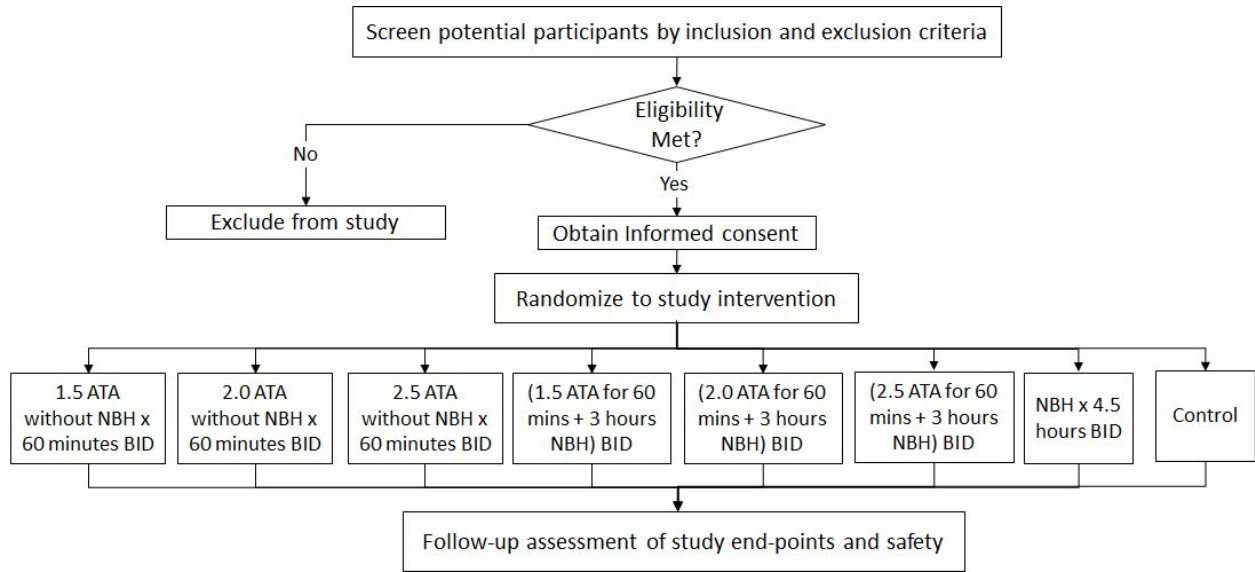 Screen potential participants by inclusion and exclusion criteria
Eligibility
Met?
No
Yes
Exclude from study
Obtain Informed consent
Randomize to study intervention
1.5 ATA
without NBH x
60 minutes BID
2.0 ATA
without NBH x
60 minutes BID
2.5 ATA
without NBH x
60 minutes BID
(1.5 ATA for 60
mins + 3 hours
NBH) BID
(2.0 ATA for 60
mins + 3 hours
NBH) BID
(2.5 ATA for 60
mins + 3 hours
NBH) BID
NBH x 4.5
hours BID
Control
Follow-up assessment of study end-points and safety